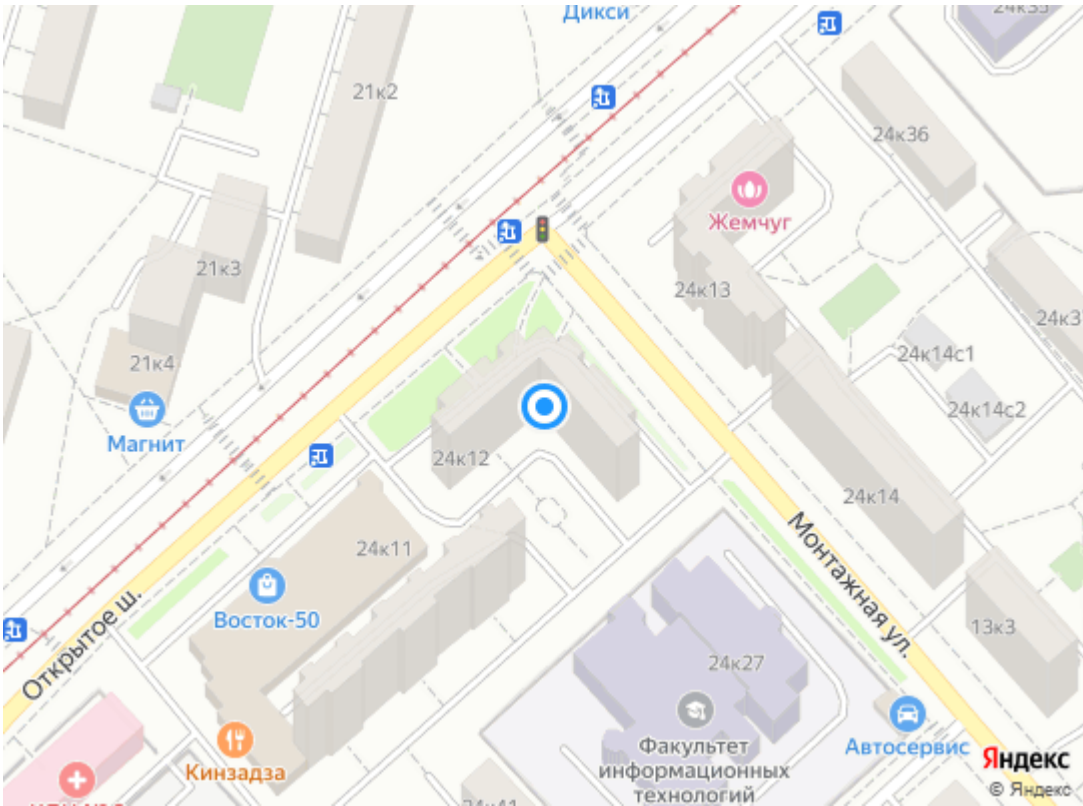 Дикси
24к35
21к2
24к36
Жемчуг
21к3
24к13
24к3
21к4
24к14с1
Магнит
24к14с2
24к12
24к14
24к11
Монтажная ул.
Восток-50
13к3
Открытое ш.
24к27
Факультет
информационных
технологий
Автосервис
Кинзадза
Яндекс
© Яндекс